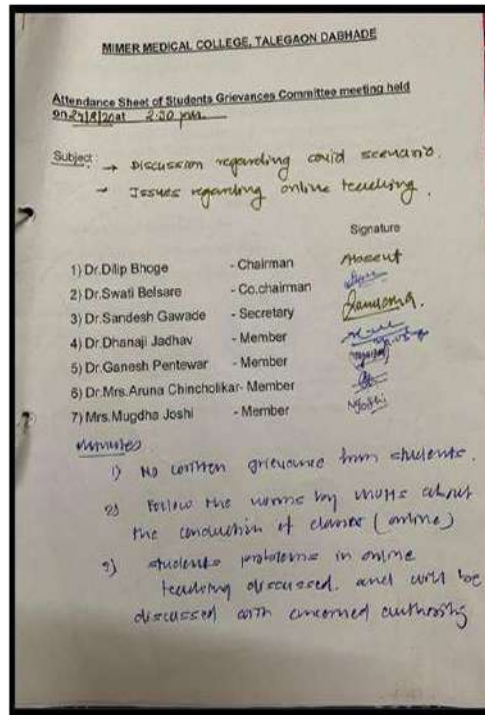 MIMER MEDICAL COLLEGE, TALEGAON DABHADE
Attendance Sheet of Students Grievances Committee meeting held
on 29/8/20 at 2:30 pm.
Subject : → Discussion regarding covid scenario.
→ Issues regarding online teaching.
Signature
1) Dr.Dilip Bhoge - Chairman Absent
2) Dr.Swati Belsare - Co.chairman
3) Dr.Sandesh Gawade - Secretary
4) Dr.Dhanaji Jadhav - Member
5) Dr.Ganesh Pentewar - Member
6) Dr.Mrs.Aruna Chincholikar- Member
7) Mrs.Mugdha Joshi - Member MJoshi
Minutes
1) No written grievance from students.
2) Follow the norms by MUHS about
the conduction of classes (online)
3) students problems in online
teaching discussed. and will be
discussed with concerned authority